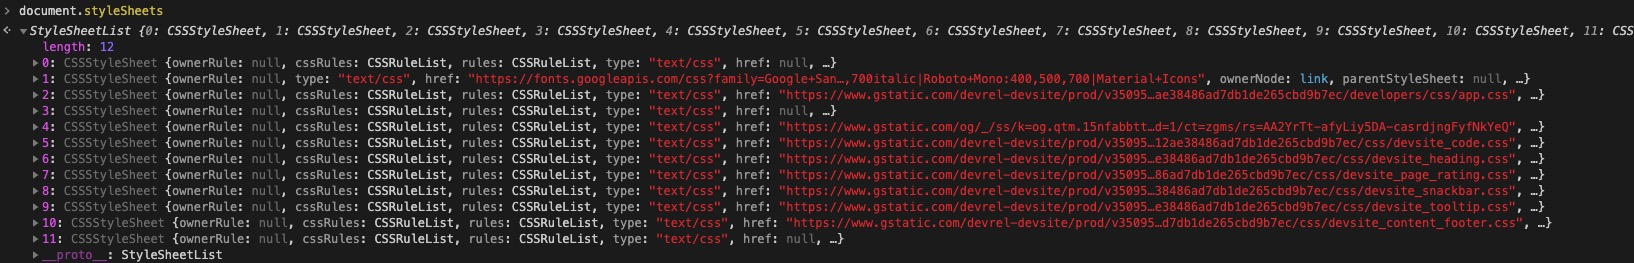 > document.styleSheets
StyleSheetList {0: CSSStyleSheet, 1: CSSStyleSheet, 2: CSSStyleSheet, 3: CSSStyleSheet, 4: CSSStyleSheet, 5: CSSStyleSheet, 6: CSSStyleSheet, 7: CSSStyleSheet, 8: CSSStyleSheet, 9: CSSStyleSheet, 10: CSSStyleSheet, 11: CSS
length: 12
0: CSSStyleSheet {ownerRule: null, cssRules: CSSRuleList, rules: CSSRuleList, type: "text/css", href: null, …}
1: CSSStyleSheet {ownerRule: null, type: "text/css", href: "https://fonts.googleapis.com/css?family=Google+San…,700italic|Roboto+Mono:400,500,700|Material+Icons", ownerNode: link, parentStyleSheet: null, …}
2: CSSStyleSheet {ownerRule: null, cssRules: CSSRuleList, rules: CSSRuleList, type: "text/css", href: "https://www.gstatic.com/devrel-devsite/prod/v35095…ae38486ad7db1de265cbd9b7ec/developers/css/app.css", …}
3: CSSStyleSheet {ownerRule: null, cssRules: CSSRuleList, rules: CSSRuleList, type: "text/css", href: null, …}
4: CSSStyleSheet {ownerRule: null, cssRules: CSSRuleList, rules: CSSRuleList, type: "text/css", href: "https://www.gstatic.com/og/_/ss/k=og.qtm.15nfabbtt…d=1/ct=zgms/rs=AA2YrTt-afyLiy5DA-casrdjngFyfNkYeQ", …}
5: CSSStyleSheet {ownerRule: null, cssRules: CSSRuleList, rules: CSSRuleList, type: "text/css", href: "https://www.gstatic.com/devrel-devsite/prod/v35095…12ae38486ad7db1de265cbd9b7ec/css/devsite_code.css", …}
6: CSSStyleSheet {ownerRule: null, cssRules: CSSRuleList, rules: CSSRuleList, type: "text/css", href: "https://www.gstatic.com/devrel-devsite/prod/v35095…e38486ad7db1de265cbd9b7ec/css/devsite_heading.css", …}
7: CSSStyleSheet {ownerRule: null, cssRules: CSSRuleList, rules: CSSRuleList, type: "text/css", href: "https://www.gstatic.com/devrel-devsite/prod/v35095…86ad7db1de265cbd9b7ec/css/devsite_page_rating.css", …}
8: CSSStyleSheet {ownerRule: null, cssRules: CSSRuleList, rules: CSSRuleList, type: "text/css", href: "https://www.gstatic.com/devrel-devsite/prod/v35095…38486ad7db1de265cbd9b7ec/css/devsite_snackbar.css", …}
9: CSSStyleSheet {ownerRule: null, cssRules: CSSRuleList, rules: CSSRuleList, type: "text/css", href: "https://www.gstatic.com/devrel-devsite/prod/v35095…e38486ad7db1de265cbd9b7ec/css/devsite_tooltip.css", …}
10: CSSStyleSheet {ownerRule: null, cssRules: CSSRuleList, rules: CSSRuleList, type: "text/css", href: "https://www.gstatic.com/devrel-devsite/prod/v35095…d7db1de265cbd9b7ec/css/devsite_content_footer.css", …}
11: CSSStyleSheet {ownerRule: null, cssRules: CSSRuleList, rules: CSSRuleList, type: "text/css", href: null, …}
__proto__: StyleSheetList